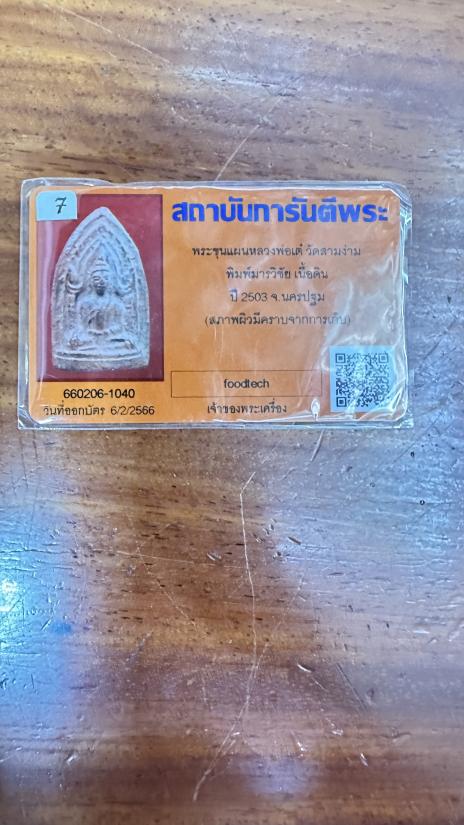 7
สถาบันการันตีพระ
พระขุนแผนหลวงพ่อเต๋ วัดสามง่าม
พิมพ์มารวิชัย เนื้อดิน
ปี 2503 จ.นครปฐม
(สภาพผิวมีคราบจากการเก็บ)
foodtech
660206-1040
วันที่ออกบัตร 6/2/2566
เจ้าของพระเครื่อง